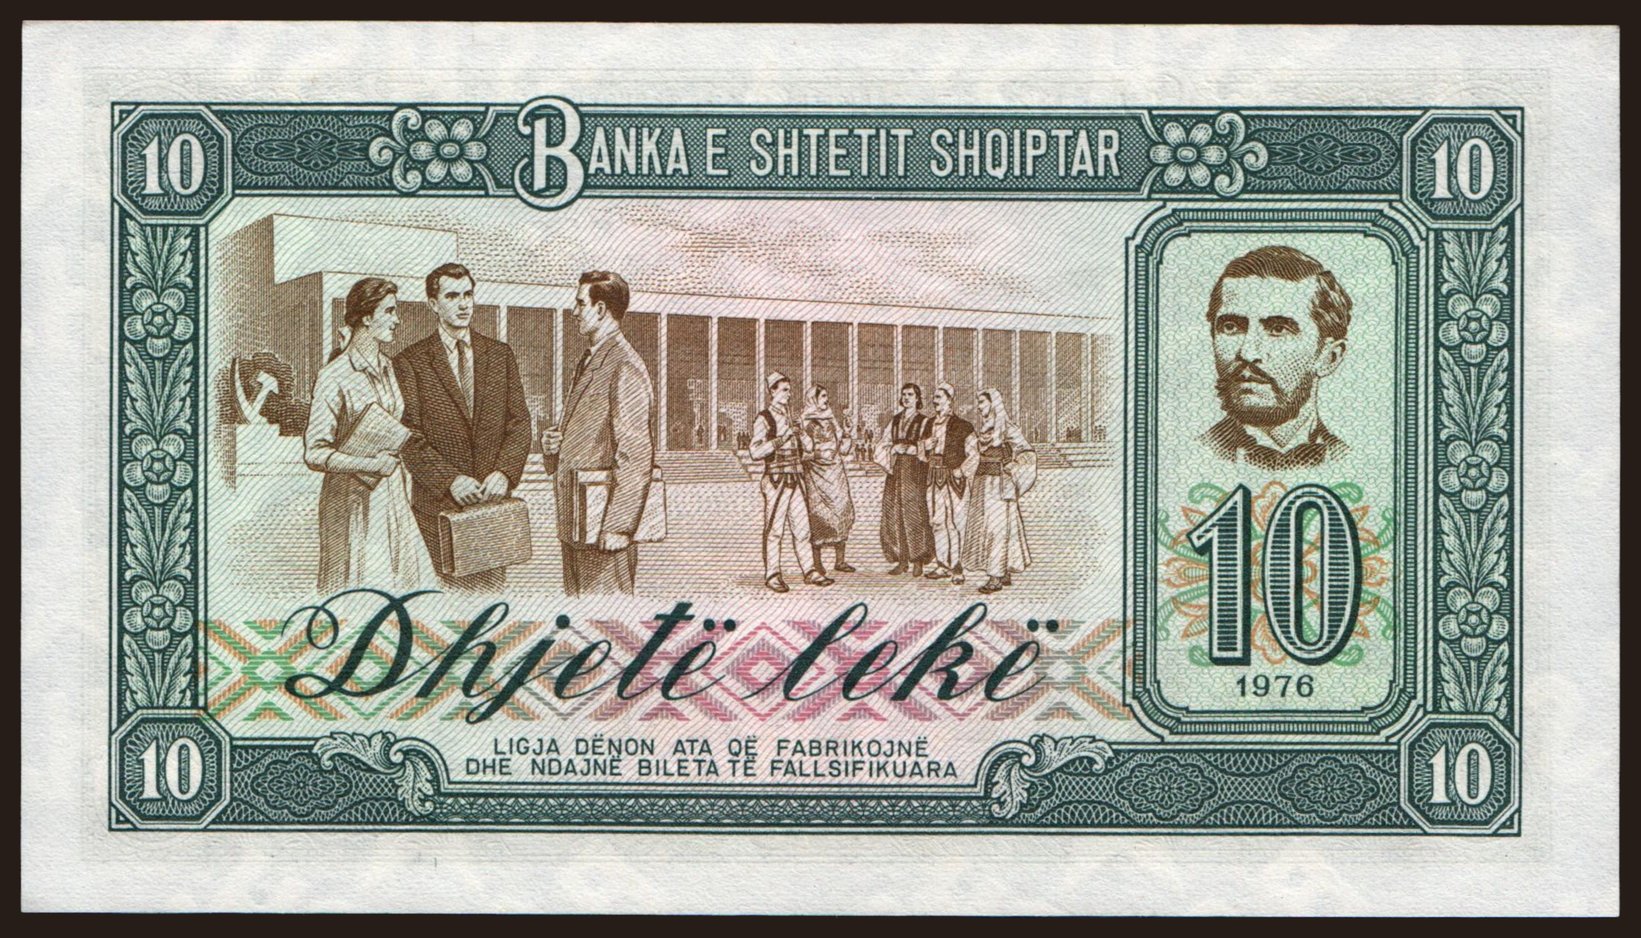 10 BANKA E SHTETIT SHQIPTAR 10
Dhjetë lekë
10
1976
LIGJA DËNON ATA QË FABRIKOJNË
DHE NDAJNË BILETA TË FALLSIFIKUARA
10 10